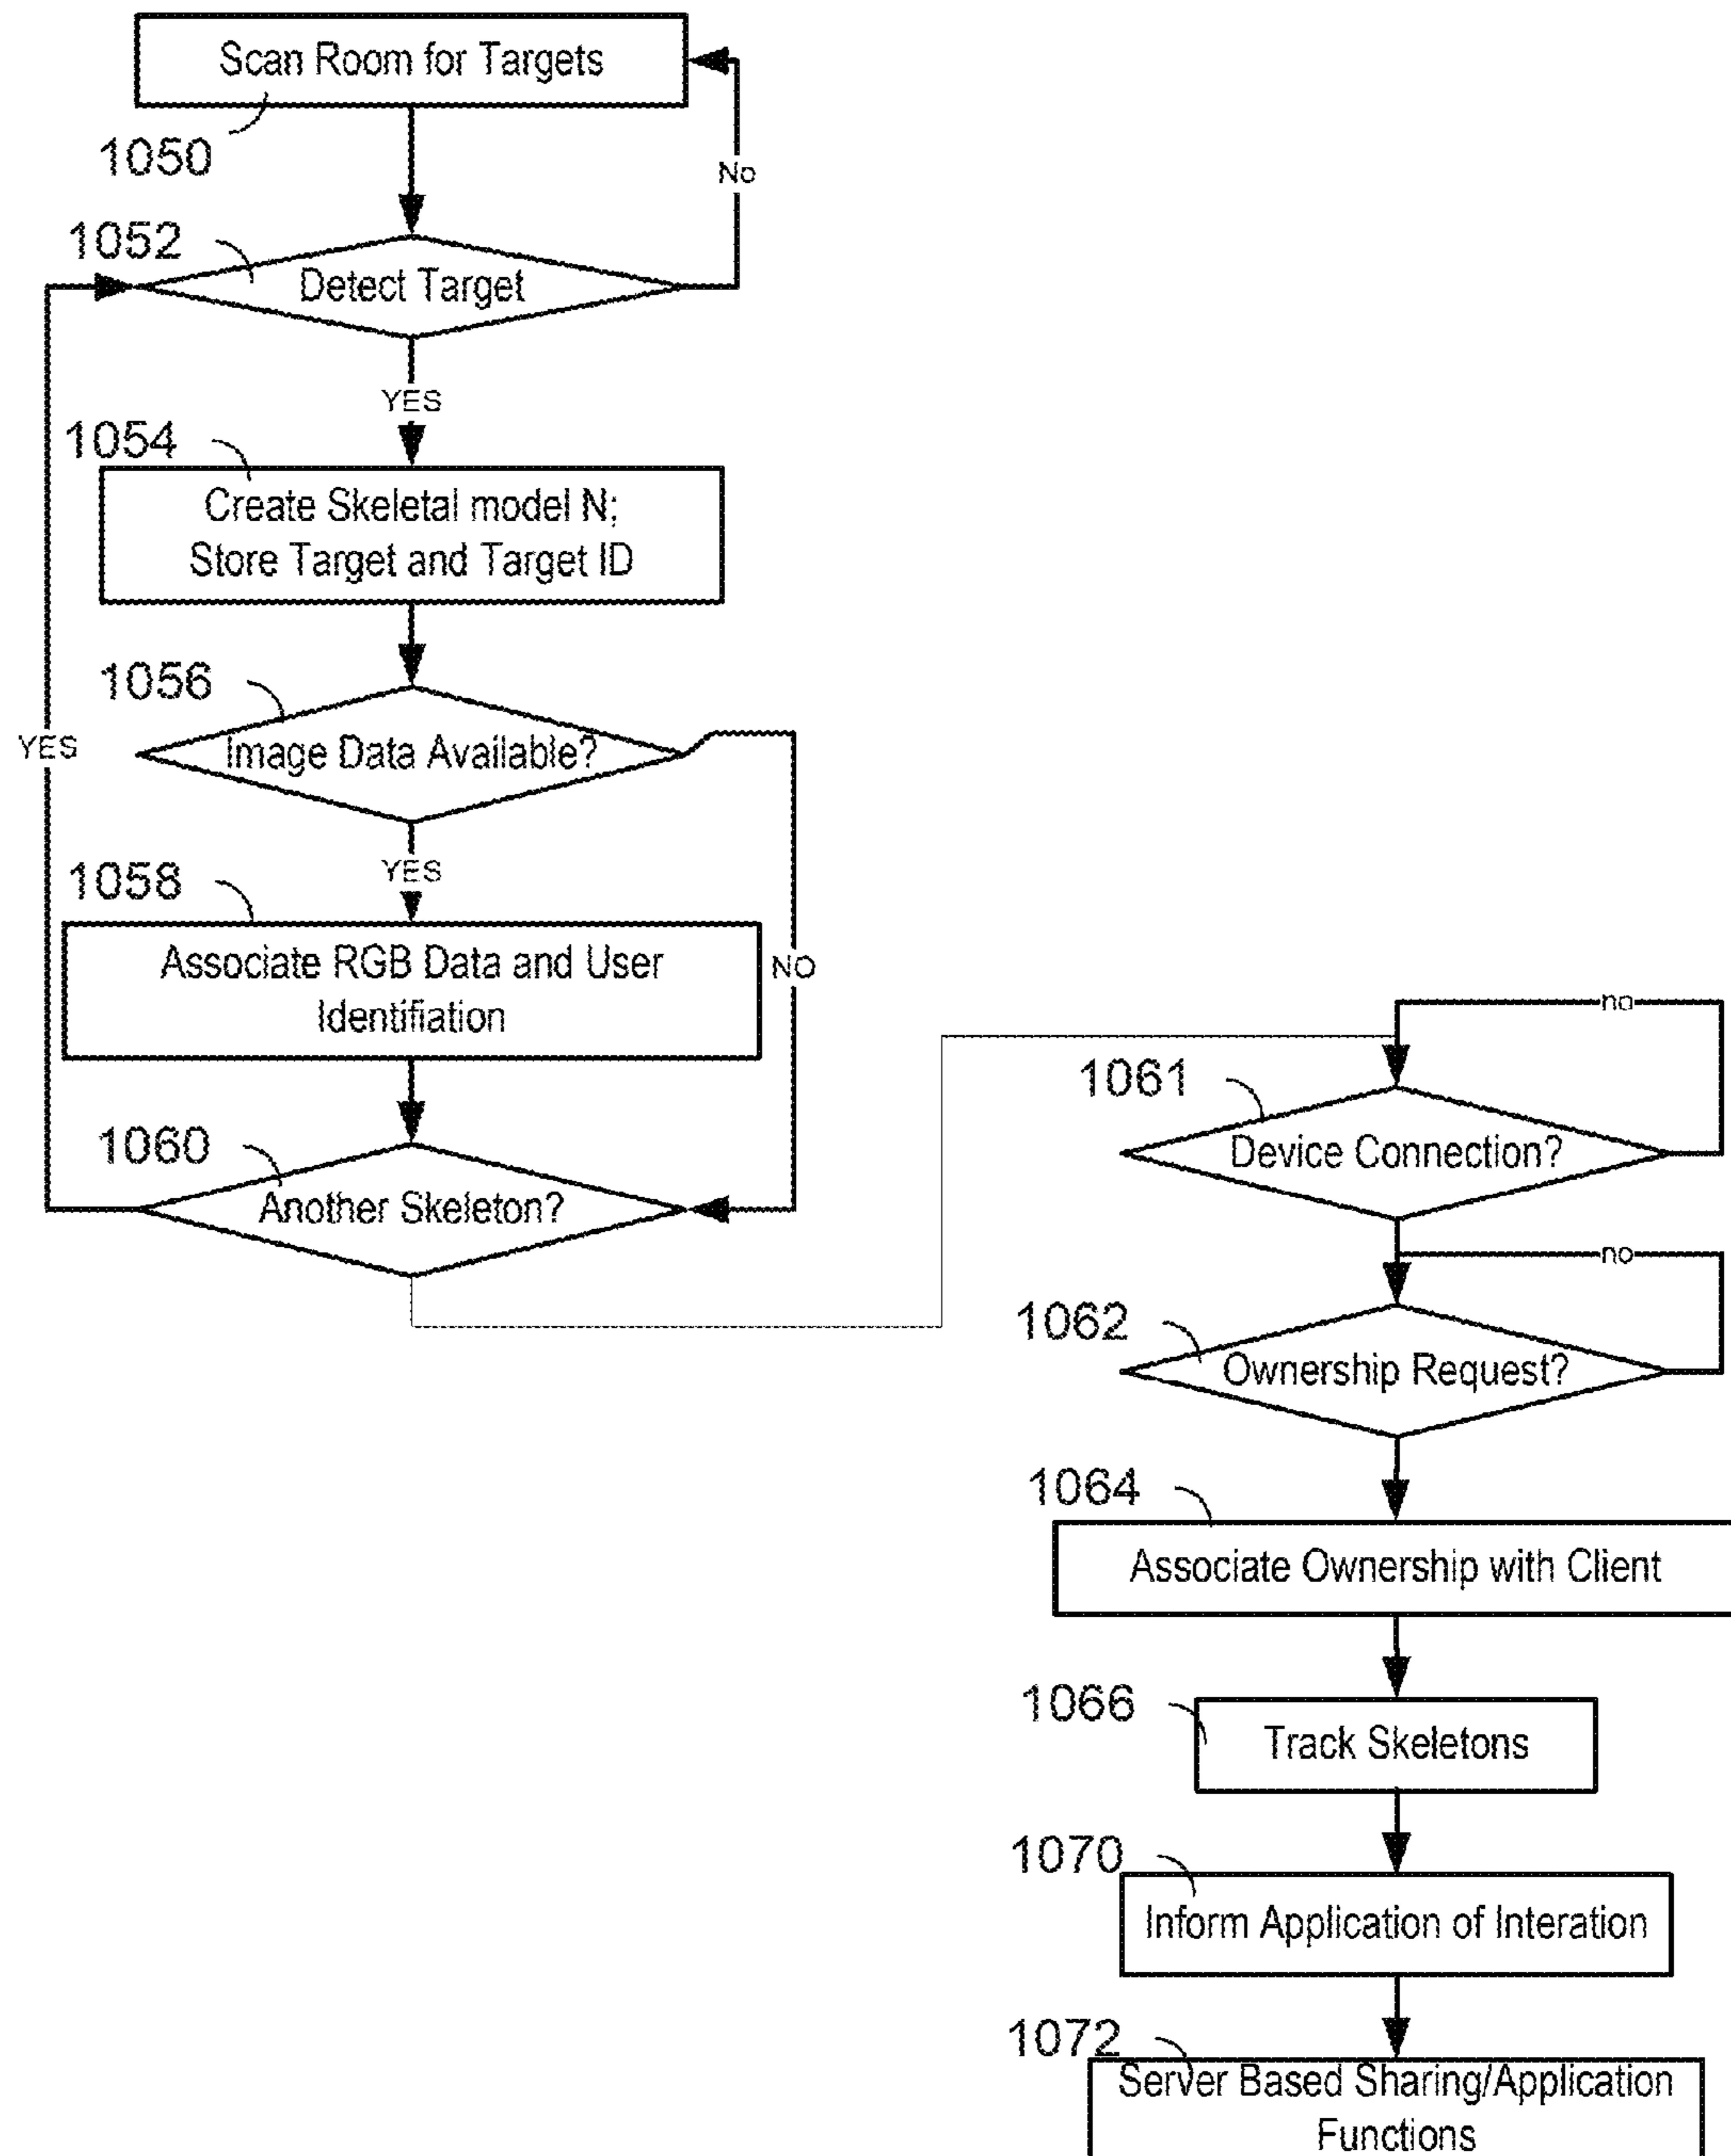 Scan Room for Targets
1050
No
1052
Detect Target
YES
1054
Create Skeletal model N;
Store Target and Target ID
1056
Image Data Available?
YES
YES
1058
Associate RGB Data and User
Identifiation
NO
1060
Another Skeleton?
no
1061
Device Connection?
no
1062
Ownership Request?
1064
Associate Ownership with Client
1066
Track Skeletons
1070
Inform Application of Interation
1072
Server Based Sharing/Application
Functions